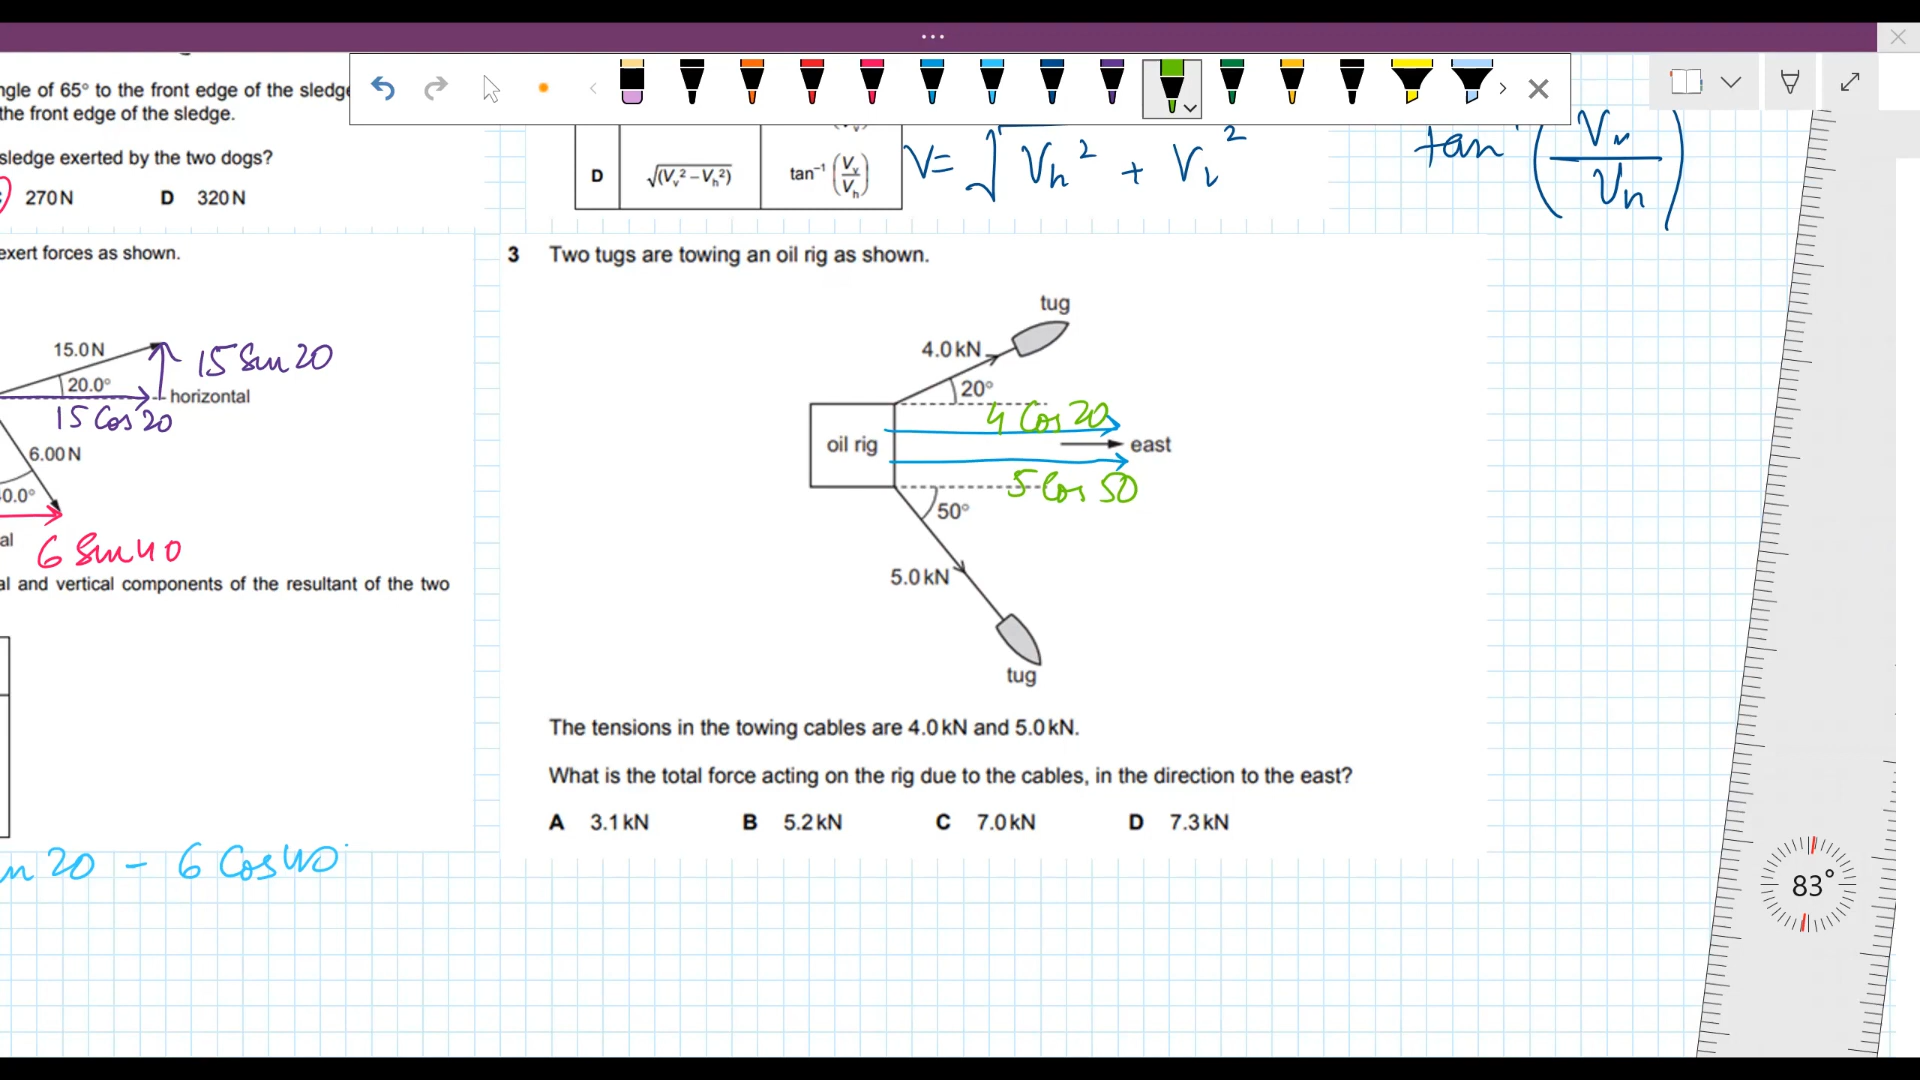 ngle of 65° to the front edge of the sledge
the front edge of the sledge.
sledge exerted by the two dogs?
270 N D 320 N
exert forces as shown.
15.0 N
20.0°
horizontal
15 Sin 20
15 Cos 20
6.00 N
0.0°
al
6 Sin 40
al and vertical components of the resultant of the two
20 - 6 Cos 40
D √(Vᵥ² – Vₕ²) tan⁻¹ (Vᵥ/Vₕ)
V = √Vh² + Vv²
tan⁻¹ (Vv/Vh)
3 Two tugs are towing an oil rig as shown.
tug
4.0 kN
20°
4 Cos 20
oil rig
east
5 Cos 50
50°
5.0 kN
tug
The tensions in the towing cables are 4.0 kN and 5.0 kN.
What is the total force acting on the rig due to the cables, in the direction to the east?
A 3.1 kN B 5.2 kN C 7.0 kN D 7.3 kN
83°